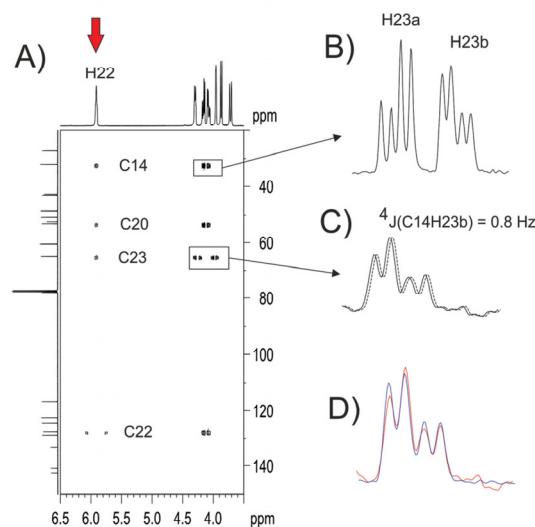 A)
H22
ppm
C14
C20
C23
C22
40
60
80
100
120
140
6.5 6.0 5.5 5.0 4.5 4.0 ppm
B)
H23a
H23b
C)
4J(C14H23b) = 0.8 Hz
D)